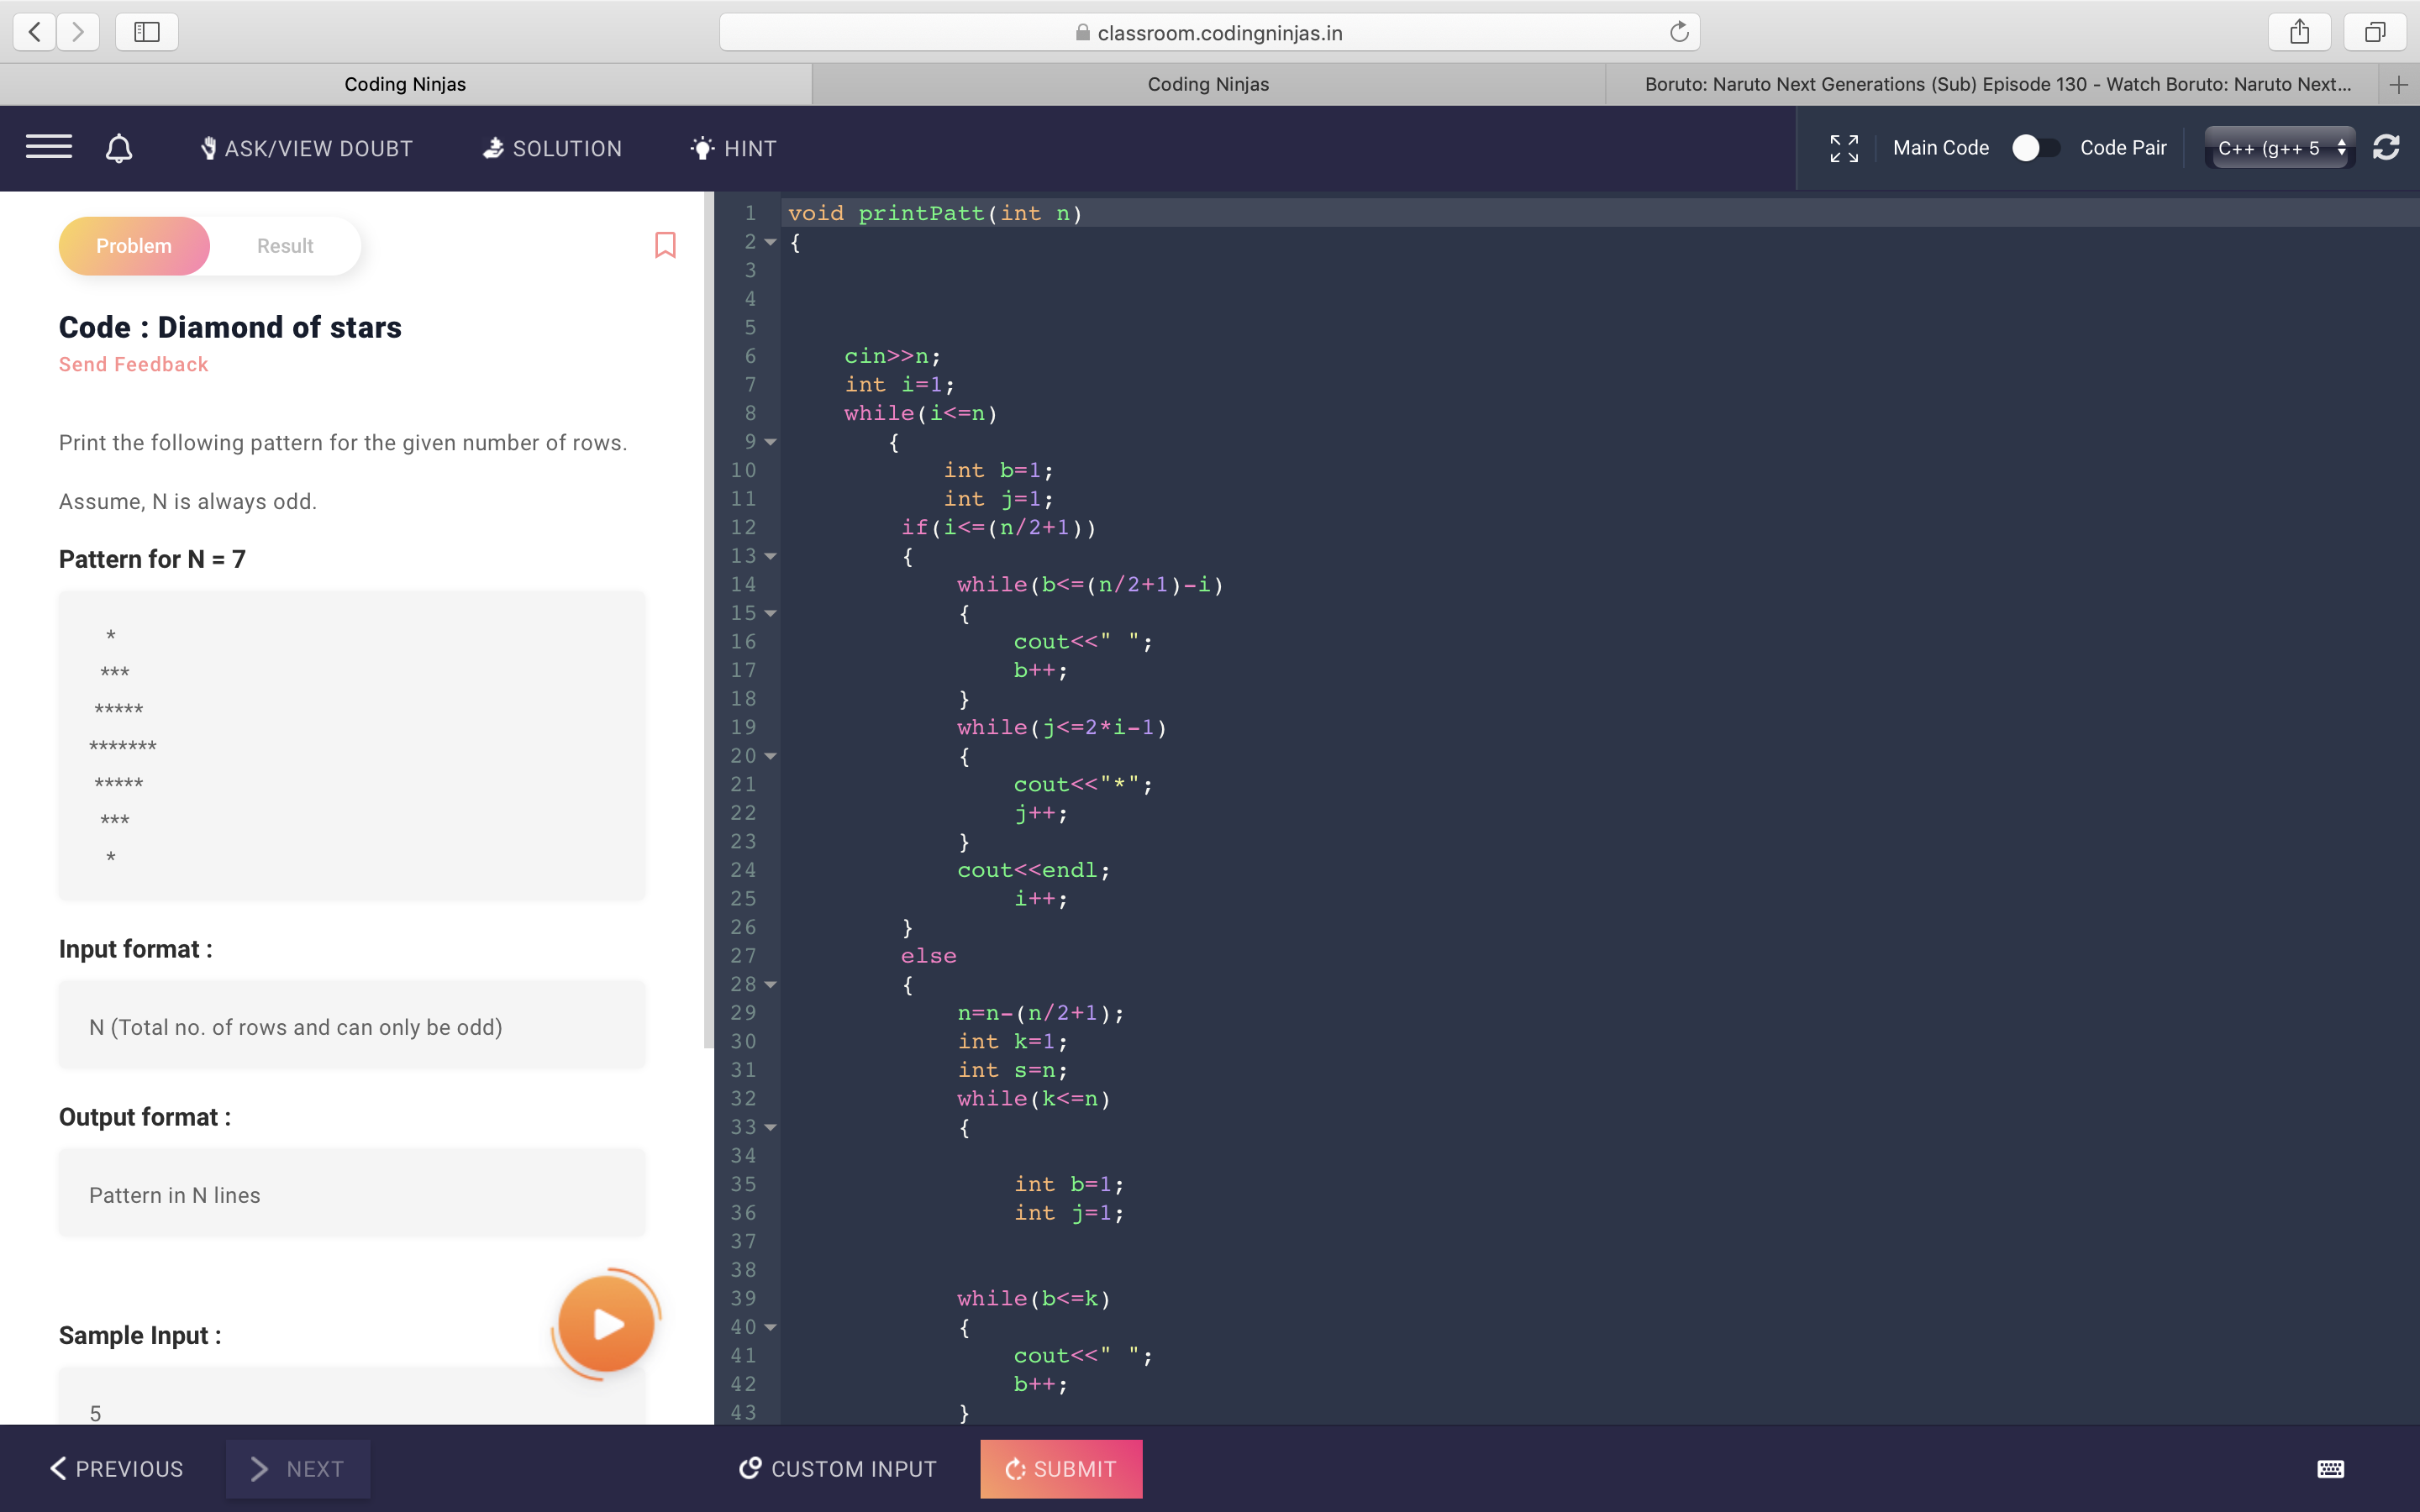 classroom.codingninjas.in
Coding Ninjas
Coding Ninjas
Boruto: Naruto Next Generations (Sub) Episode 130 - Watch Boruto: Naruto Next...
ASK/VIEW DOUBT
SOLUTION
HINT
Main Code
Code Pair
C++ (g++ 5
Problem
Result
Code : Diamond of stars
Send Feedback
Print the following pattern for the given number of rows.
Assume, N is always odd.
Pattern for N = 7
   *
  ***
 *****
*******
 *****
  ***
   *
Input format :
N (Total no. of rows and can only be odd)
Output format :
Pattern in N lines
Sample Input :
5
PREVIOUS
NEXT
1 void printPatt(int n)
2 {
3
4
5
6     cin>>n;
7     int i=1;
8     while(i<=n)
9         {
10             int b=1;
11             int j=1;
12         if(i<=(n/2+1))
13         {
14             while(b<=(n/2+1)-i)
15             {
16                 cout<<" ";
17                 b++;
18             }
19             while(j<=2*i-1)
20             {
21                 cout<<"*";
22                 j++;
23             }
24             cout<<endl;
25                 i++;
26         }
27         else
28         {
29             n=n-(n/2+1);
30             int k=1;
31             int s=n;
32             while(k<=n)
33             {
34
35                 int b=1;
36                 int j=1;
37
38
39             while(b<=k)
40             {
41                 cout<<" ";
42                 b++;
43             }
CUSTOM INPUT
SUBMIT